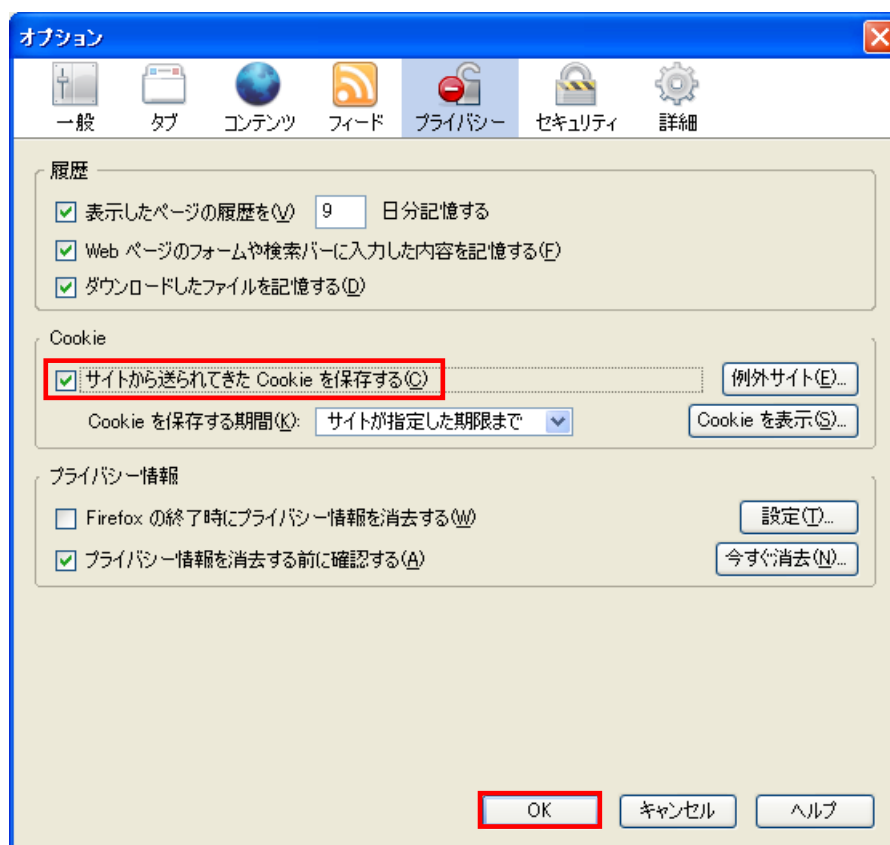 オプション
一般 タブ コンテンツ フィード プライバシー セキュリティ 詳細
履歴
表示したページの履歴を(V) 9 日分記憶する
Web ページのフォームや検索バーに入力した内容を記憶する(F)
ダウンロードしたファイルを記憶する(D)
Cookie
サイトから送られてきた Cookie を保存する(C) 例外サイト(E)...
Cookie を保存する期間(K): サイトが指定した期限まで Cookie を表示(S)...
プライバシー情報
Firefox の終了時にプライバシー情報を消去する(W) 設定(T)...
プライバシー情報を消去する前に確認する(A) 今すぐ消去(N)...
OK キャンセル ヘルプ